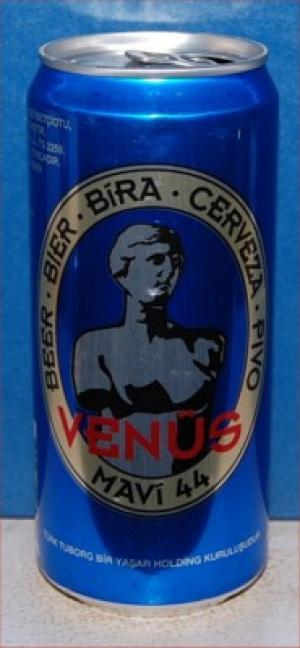 BEER · BIER · BİRA · CERVEZA · PIVO
VENÜS
MAVİ 44
TÜRK TUBORG BİR YAŞAR HOLDİNG KURULUŞUDUR